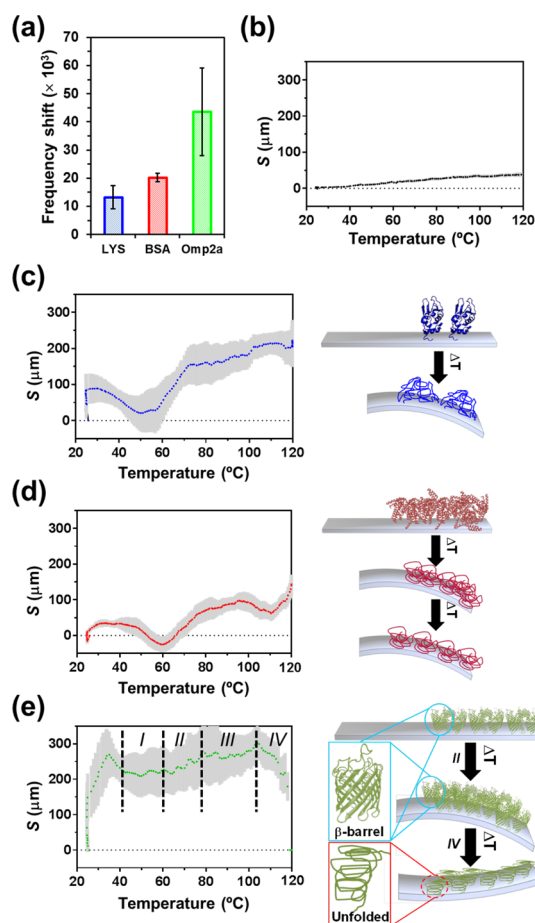 (a)
Frequency shift (× 10³)
70
60
50
40
30
20
10
0
LYS BSA Omp2a
(b)
S (μm)
300
200
100
0
20 40 60 80 100 120
Temperature (ºC)
(c)
S (μm)
300
200
100
0
20 40 60 80 100 120
Temperature (ºC)
ΔT
(d)
S (μm)
300
200
100
0
20 40 60 80 100 120
Temperature (ºC)
ΔT
ΔT
(e)
S (μm)
300
200
100
0
I II III IV
20 40 60 80 100 120
Temperature (ºC)
II ΔT
β-barrel
IV ΔT
Unfolded